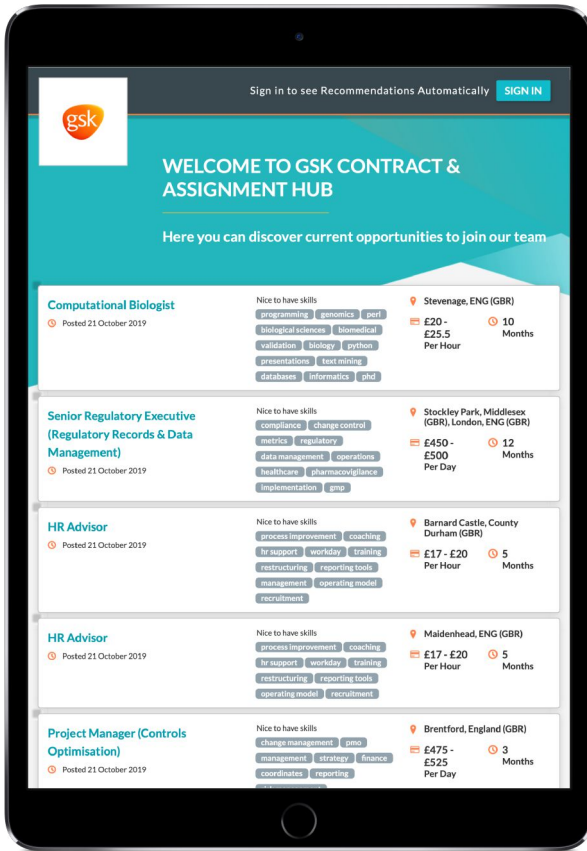 gsk
Sign in to see Recommendations Automatically
SIGN IN
WELCOME TO GSK CONTRACT &
ASSIGNMENT HUB
Here you can discover current opportunities to join our team
Computational Biologist
Posted 21 October 2019
Nice to have skills
programming genomics perl
biological sciences biomedical
validation biology python
presentations text mining
databases informatics phd
Stevenage, ENG (GBR)
£20 -
£25.5
Per Hour
10
Months
Senior Regulatory Executive
(Regulatory Records & Data
Management)
Posted 21 October 2019
Nice to have skills
compliance change control
metrics regulatory
data management operations
healthcare pharmacovigilance
implementation gmp
Stockley Park, Middlesex
(GBR), London, ENG (GBR)
£450 -
£500
Per Day
12
Months
HR Advisor
Posted 21 October 2019
Nice to have skills
process improvement coaching
hr support workday training
restructuring reporting tools
management operating model
recruitment
Barnard Castle, County
Durham (GBR)
£17 - £20
Per Hour
5
Months
HR Advisor
Posted 21 October 2019
Nice to have skills
process improvement coaching
hr support workday training
restructuring reporting tools
operating model recruitment
Maidenhead, ENG (GBR)
£17 - £20
Per Hour
5
Months
Project Manager (Controls
Optimisation)
Posted 21 October 2019
Nice to have skills
change management pmo
management strategy finance
coordinates reporting
Brentford, England (GBR)
£475 -
£525
Per Day
3
Months